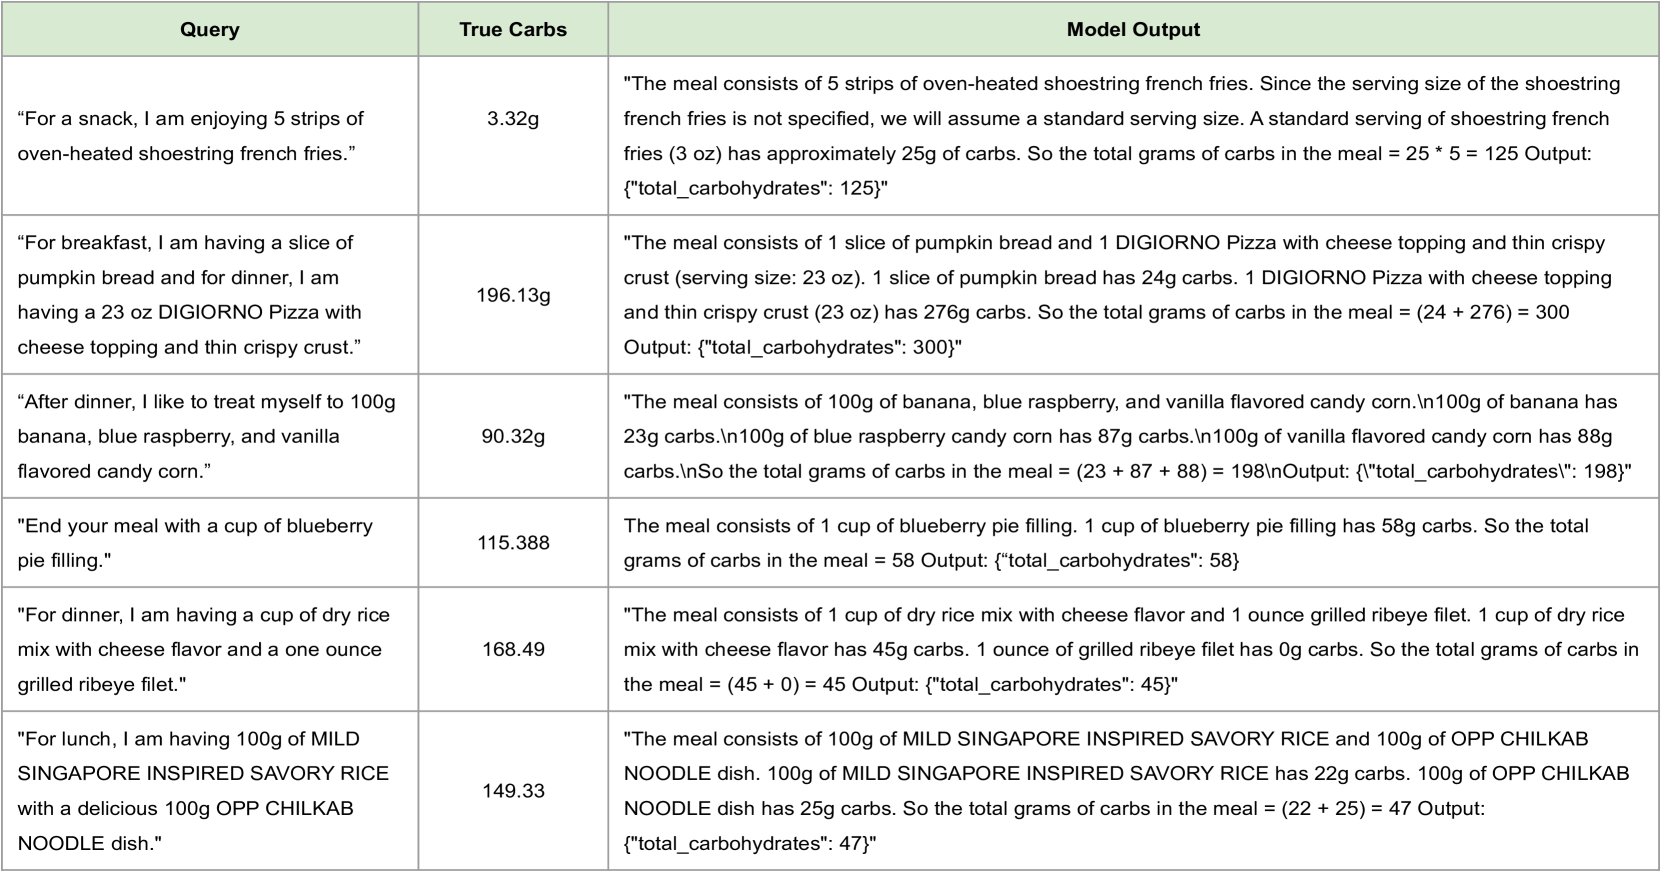 Query
True Carbs
Model Output
“For a snack, I am enjoying 5 strips of
oven-heated shoestring french fries.”
3.32g
"The meal consists of 5 strips of oven-heated shoestring french fries. Since the serving size of the shoestring
french fries is not specified, we will assume a standard serving size. A standard serving of shoestring french
fries (3 oz) has approximately 25g of carbs. So the total grams of carbs in the meal = 25 * 5 = 125 Output:
{"total_carbohydrates": 125}"
“For breakfast, I am having a slice of
pumpkin bread and for dinner, I am
having a 23 oz DIGIORNO Pizza with
cheese topping and thin crispy crust.”
196.13g
"The meal consists of 1 slice of pumpkin bread and 1 DIGIORNO Pizza with cheese topping and thin crispy
crust (serving size: 23 oz). 1 slice of pumpkin bread has 24g carbs. 1 DIGIORNO Pizza with cheese topping
and thin crispy crust (23 oz) has 276g carbs. So the total grams of carbs in the meal = (24 + 276) = 300
Output: {"total_carbohydrates": 300}"
“After dinner, I like to treat myself to 100g
banana, blue raspberry, and vanilla
flavored candy corn.”
90.32g
"The meal consists of 100g of banana, blue raspberry, and vanilla flavored candy corn.\n100g of banana has
23g carbs.\n100g of blue raspberry candy corn has 87g carbs.\n100g of vanilla flavored candy corn has 88g
carbs.\nSo the total grams of carbs in the meal = (23 + 87 + 88) = 198\nOutput: {\"total_carbohydrates\": 198}"
"End your meal with a cup of blueberry
pie filling."
115.388
The meal consists of 1 cup of blueberry pie filling. 1 cup of blueberry pie filling has 58g carbs. So the total
grams of carbs in the meal = 58 Output: {“total_carbohydrates": 58}
"For dinner, I am having a cup of dry rice
mix with cheese flavor and a one ounce
grilled ribeye filet."
168.49
"The meal consists of 1 cup of dry rice mix with cheese flavor and 1 ounce grilled ribeye filet. 1 cup of dry rice
mix with cheese flavor has 45g carbs. 1 ounce of grilled ribeye filet has 0g carbs. So the total grams of carbs in
the meal = (45 + 0) = 45 Output: {"total_carbohydrates": 45}"
"For lunch, I am having 100g of MILD
SINGAPORE INSPIRED SAVORY RICE
with a delicious 100g OPP CHILKAB
NOODLE dish."
149.33
"The meal consists of 100g of MILD SINGAPORE INSPIRED SAVORY RICE and 100g of OPP CHILKAB
NOODLE dish. 100g of MILD SINGAPORE INSPIRED SAVORY RICE has 22g carbs. 100g of OPP CHILKAB
NOODLE dish has 25g carbs. So the total grams of carbs in the meal = (22 + 25) = 47 Output:
{"total_carbohydrates": 47}"